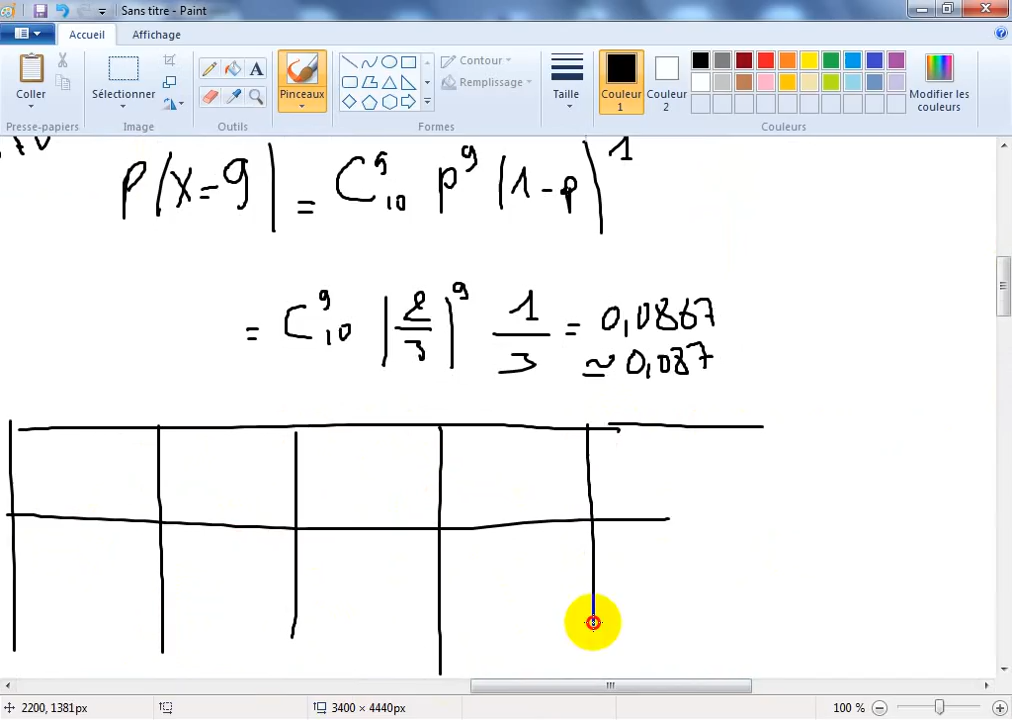 Sans titre - Paint
Accueil Affichage
Coller Sélectionner Pinceaux Contour Remplissage Taille Couleur 1 Couleur 2 Modifier les couleurs
Presse-papiers Image Outils Formes Couleurs
P(X=9) = C₁₀⁹ p⁹ (1-p)¹
= C₁₀⁹ (2/3)⁹ 1/3 = 0,0867
≃ 0,087
2200, 1381px 3400 × 4440px 100 %